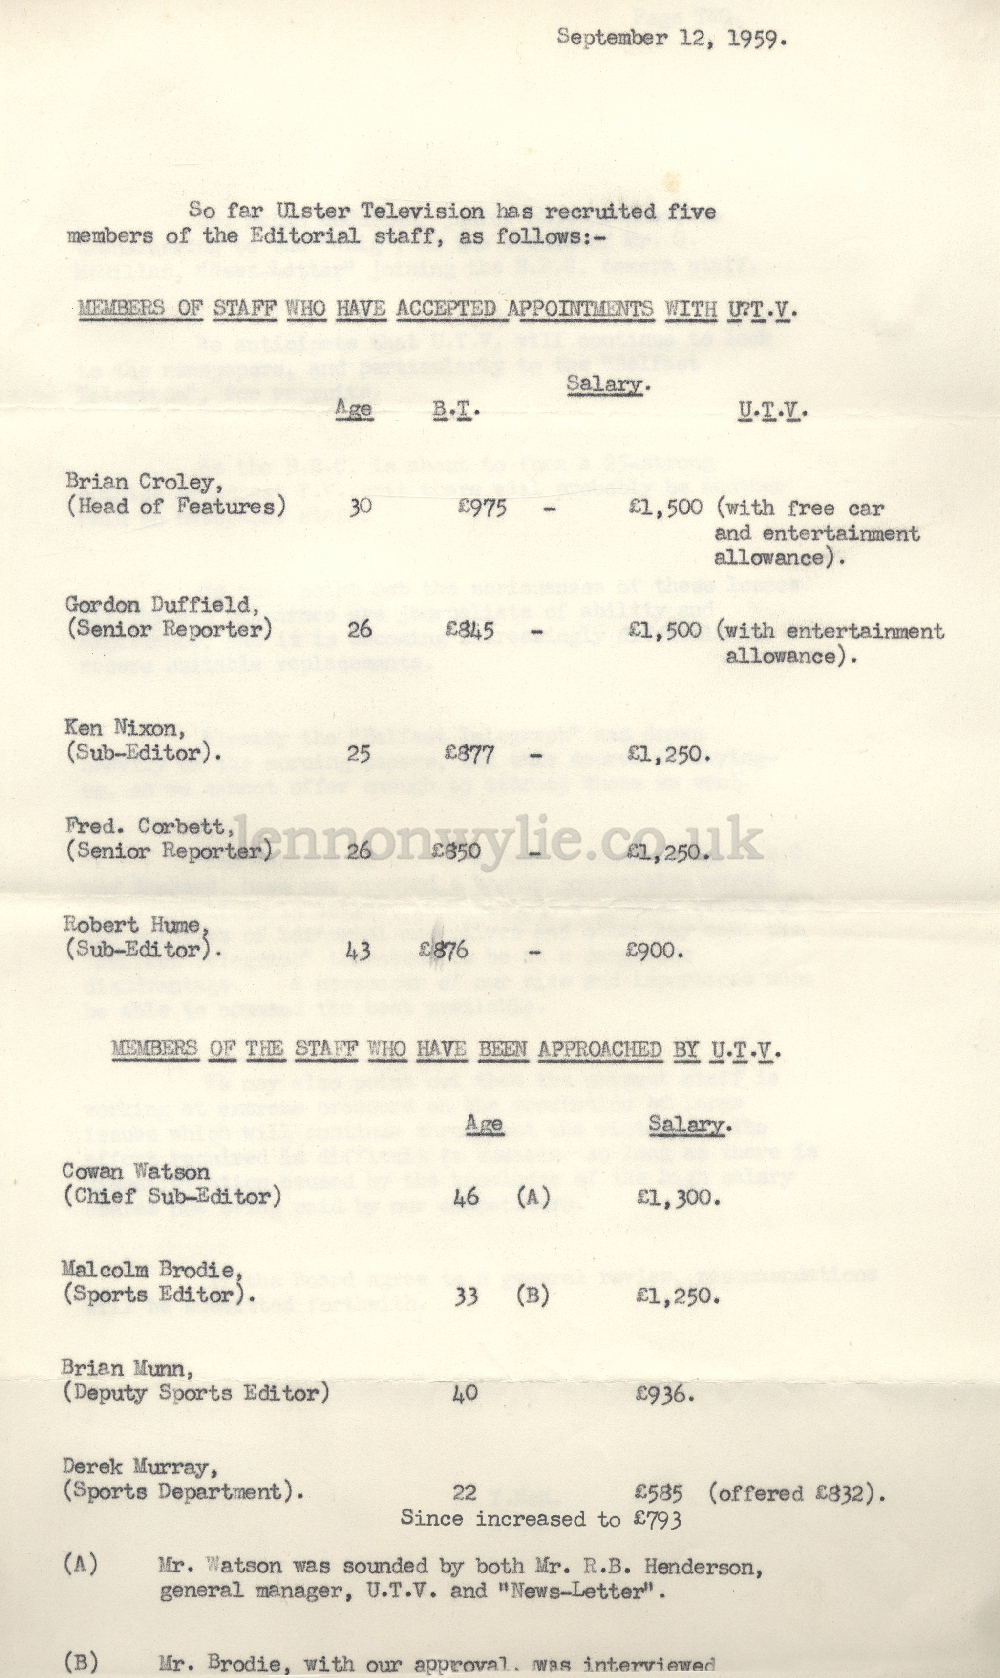 September 12, 1959.
So far Ulster Television has recruited five
members of the Editorial staff, as follows:-
MEMBERS OF STAFF WHO HAVE ACCEPTED APPOINTMENTS WITH U?T.V.
Salary.
Age B.T. U.T.V.
Brian Croley,
(Head of Features) 30 £975 - £1,500 (with free car
and entertainment
allowance).
Gordon Duffield,
(Senior Reporter) 26 £845 - £1,500 (with entertainment
allowance).
Ken Nixon,
(Sub-Editor). 25 £877 - £1,250.
Fred. Corbett,
(Senior Reporter) 26 £850 - £1,250.
lennonwylie.co.uk
Robert Hume,
(Sub-Editor). 43 £876 - £900.
MEMBERS OF THE STAFF WHO HAVE BEEN APPROACHED BY U.T.V.
Age Salary.
Cowan Watson
(Chief Sub-Editor) 46 (A) £1,300.
Malcolm Brodie,
(Sports Editor). 33 (B) £1,250.
Brian Munn,
(Deputy Sports Editor) 40 £936.
Derek Murray,
(Sports Department). 22 £585 (offered £832).
Since increased to £793
(A) Mr. Watson was sounded by both Mr. R.B. Henderson,
general manager, U.T.V. and "News-Letter".
(B) Mr. Brodie, with our approval, was interviewed